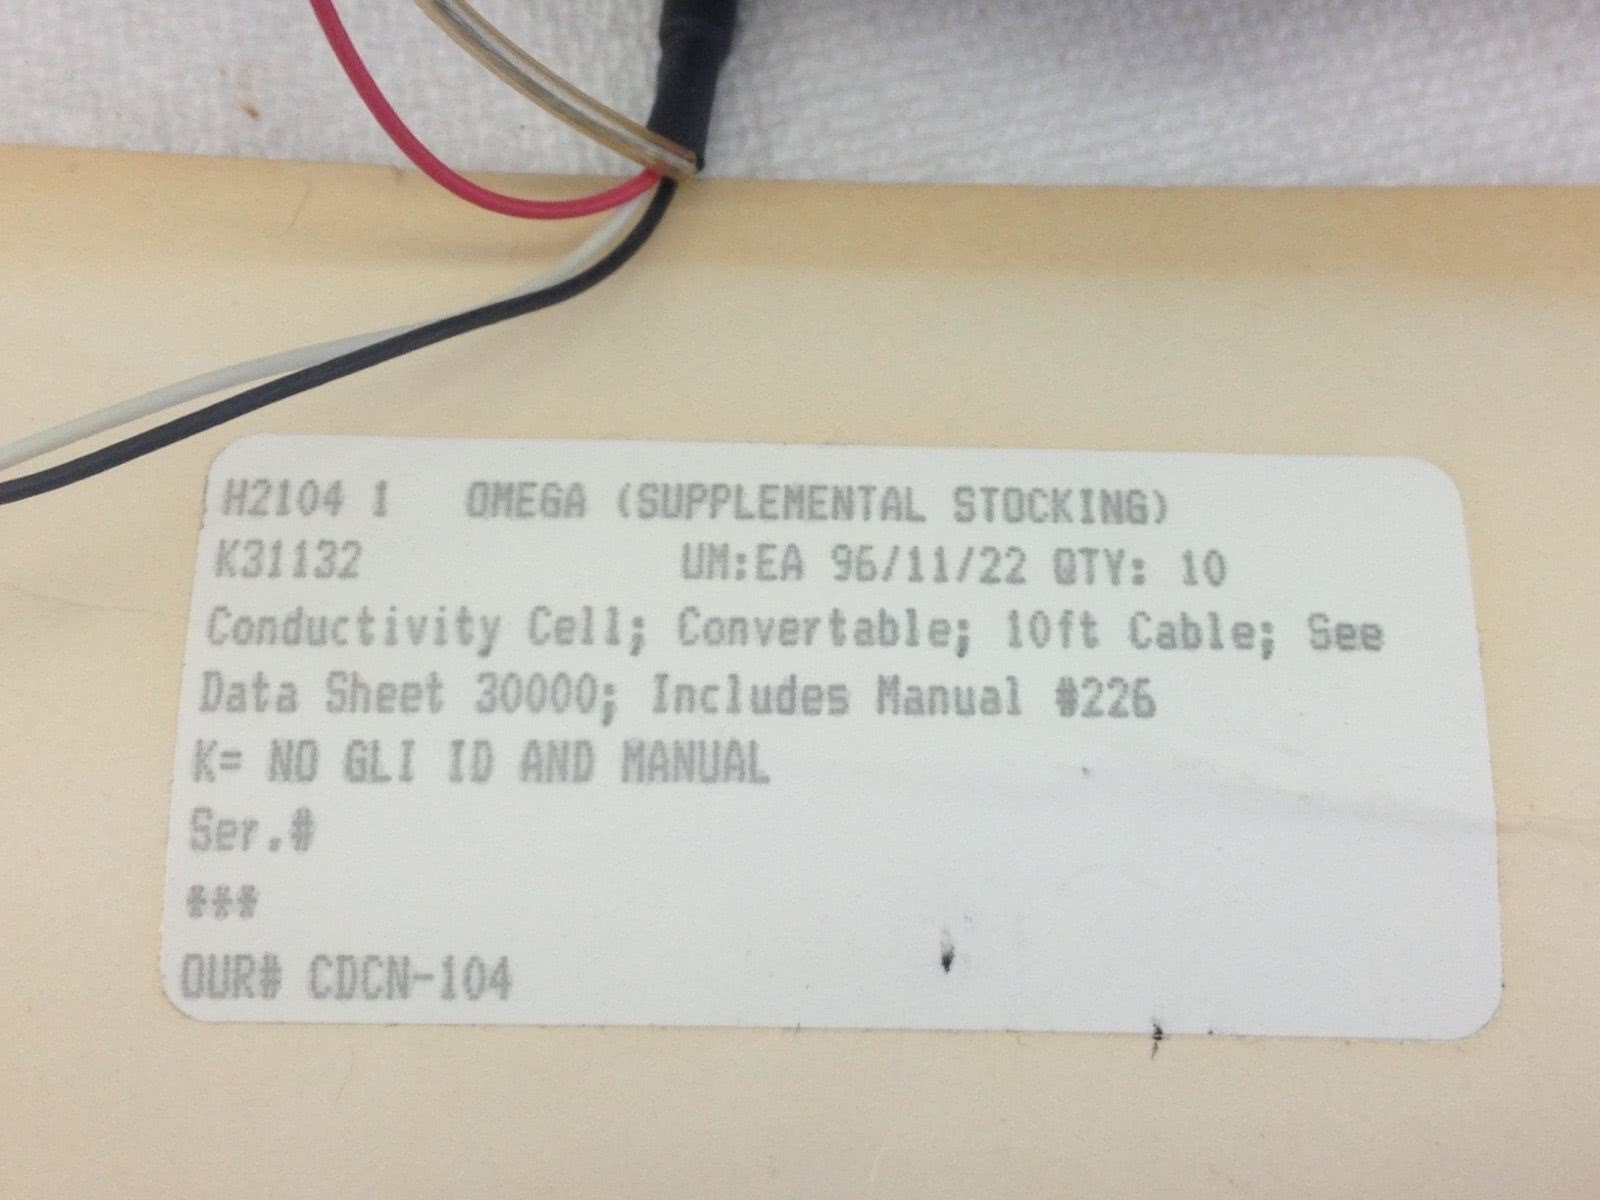 H2104 1 OMEGA (SUPPLEMENTAL STOCKING)
K31132 UM:EA 96/11/22 QTY: 10
Conductivity Cell; Convertable; 10ft Cable; See
Data Sheet 30000; Includes Manual #226
K= NO GLI ID AND MANUAL
Ser.#
***
OUR# CDCN-104